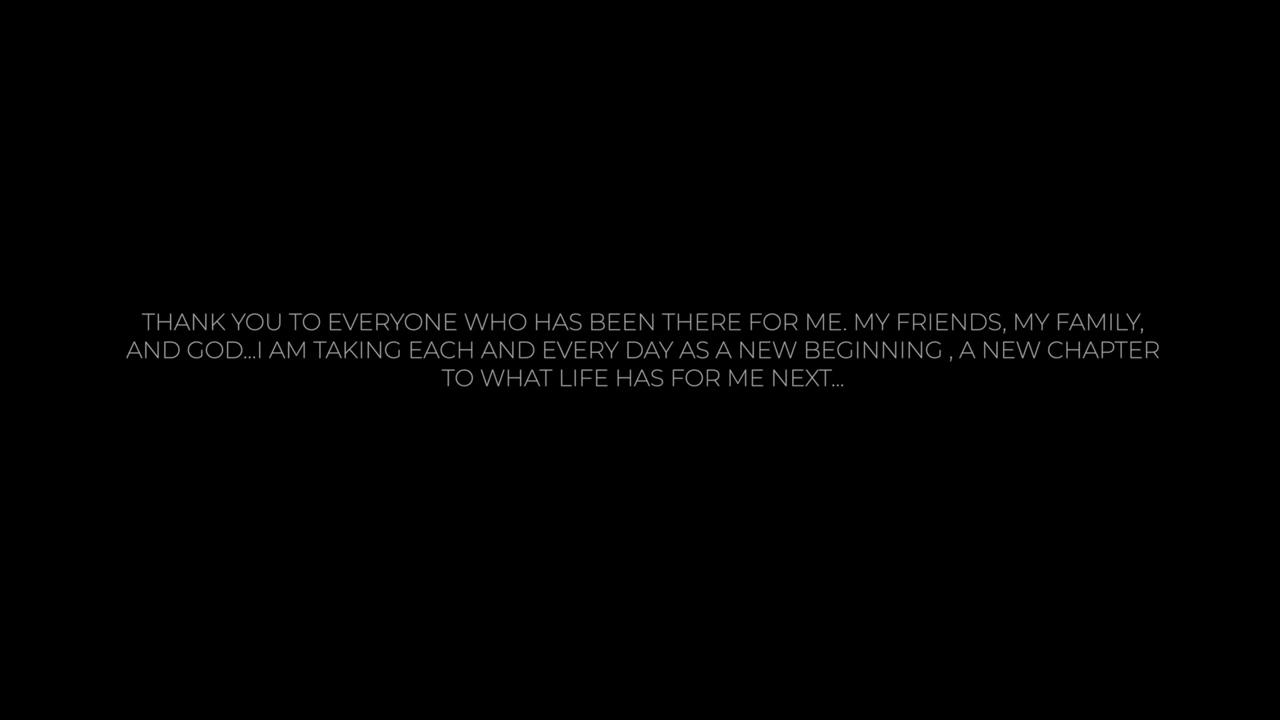 THANK YOU TO EVERYONE WHO HAS BEEN THERE FOR ME. MY FRIENDS, MY FAMILY,
AND GOD...I AM TAKING EACH AND EVERY DAY AS A NEW BEGINNING , A NEW CHAPTER
TO WHAT LIFE HAS FOR ME NEXT...